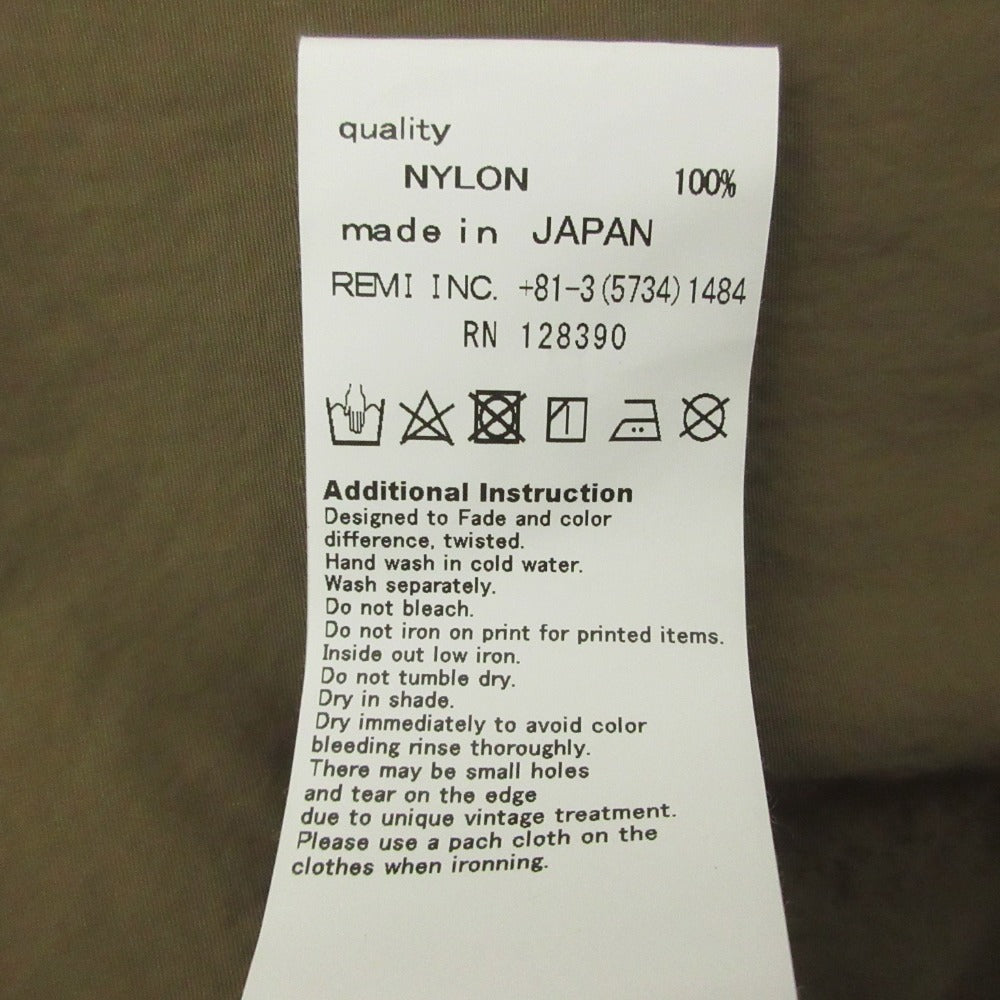 quality
NYLON 100%
made in JAPAN
REMI INC. +81-3(5734)1484
RN 128390
Additional Instruction
Designed to Fade and color
difference, twisted.
Hand wash in cold water.
Wash separately.
Do not bleach.
Do not iron on print for printed items.
Inside out low iron.
Do not tumble dry.
Dry in shade.
Dry immediately to avoid color
bleeding rinse thoroughly.
There may be small holes
and tear on the edge
due to unique vintage treatment.
Please use a pach cloth on the
clothes when ironning.